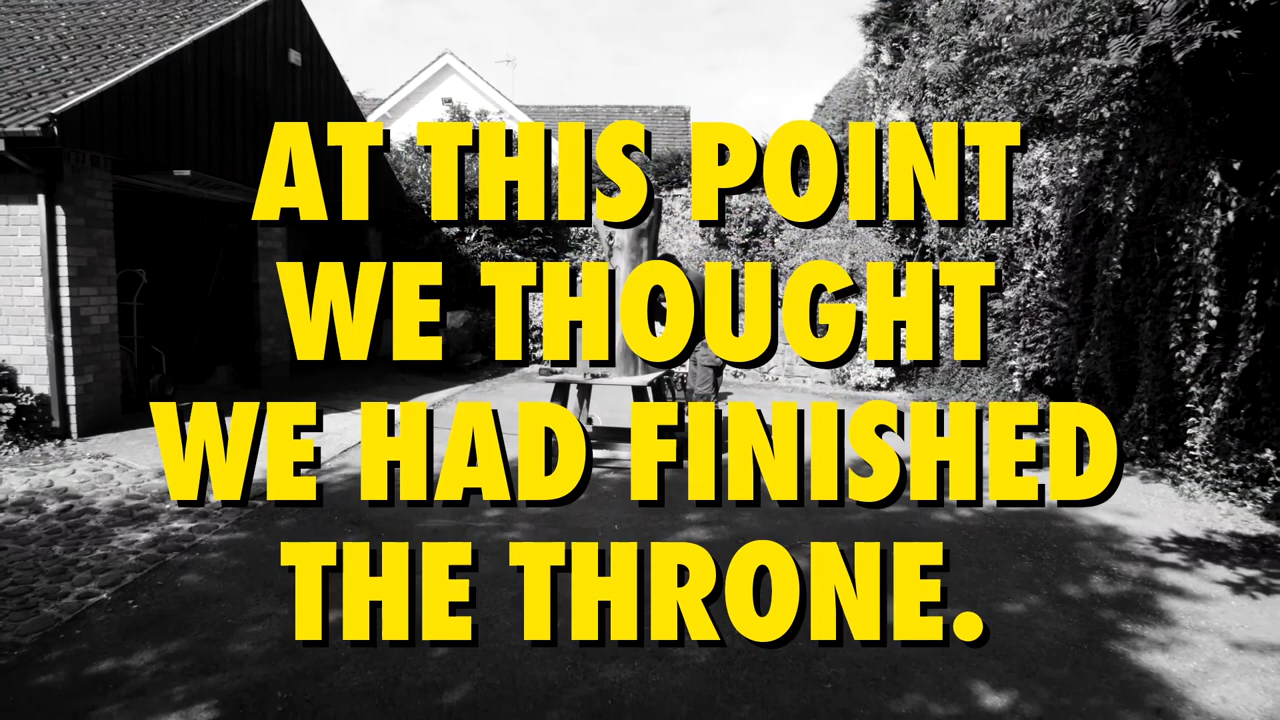 AT THIS POINT
WE THOUGHT
WE HAD FINISHED
THE THRONE.